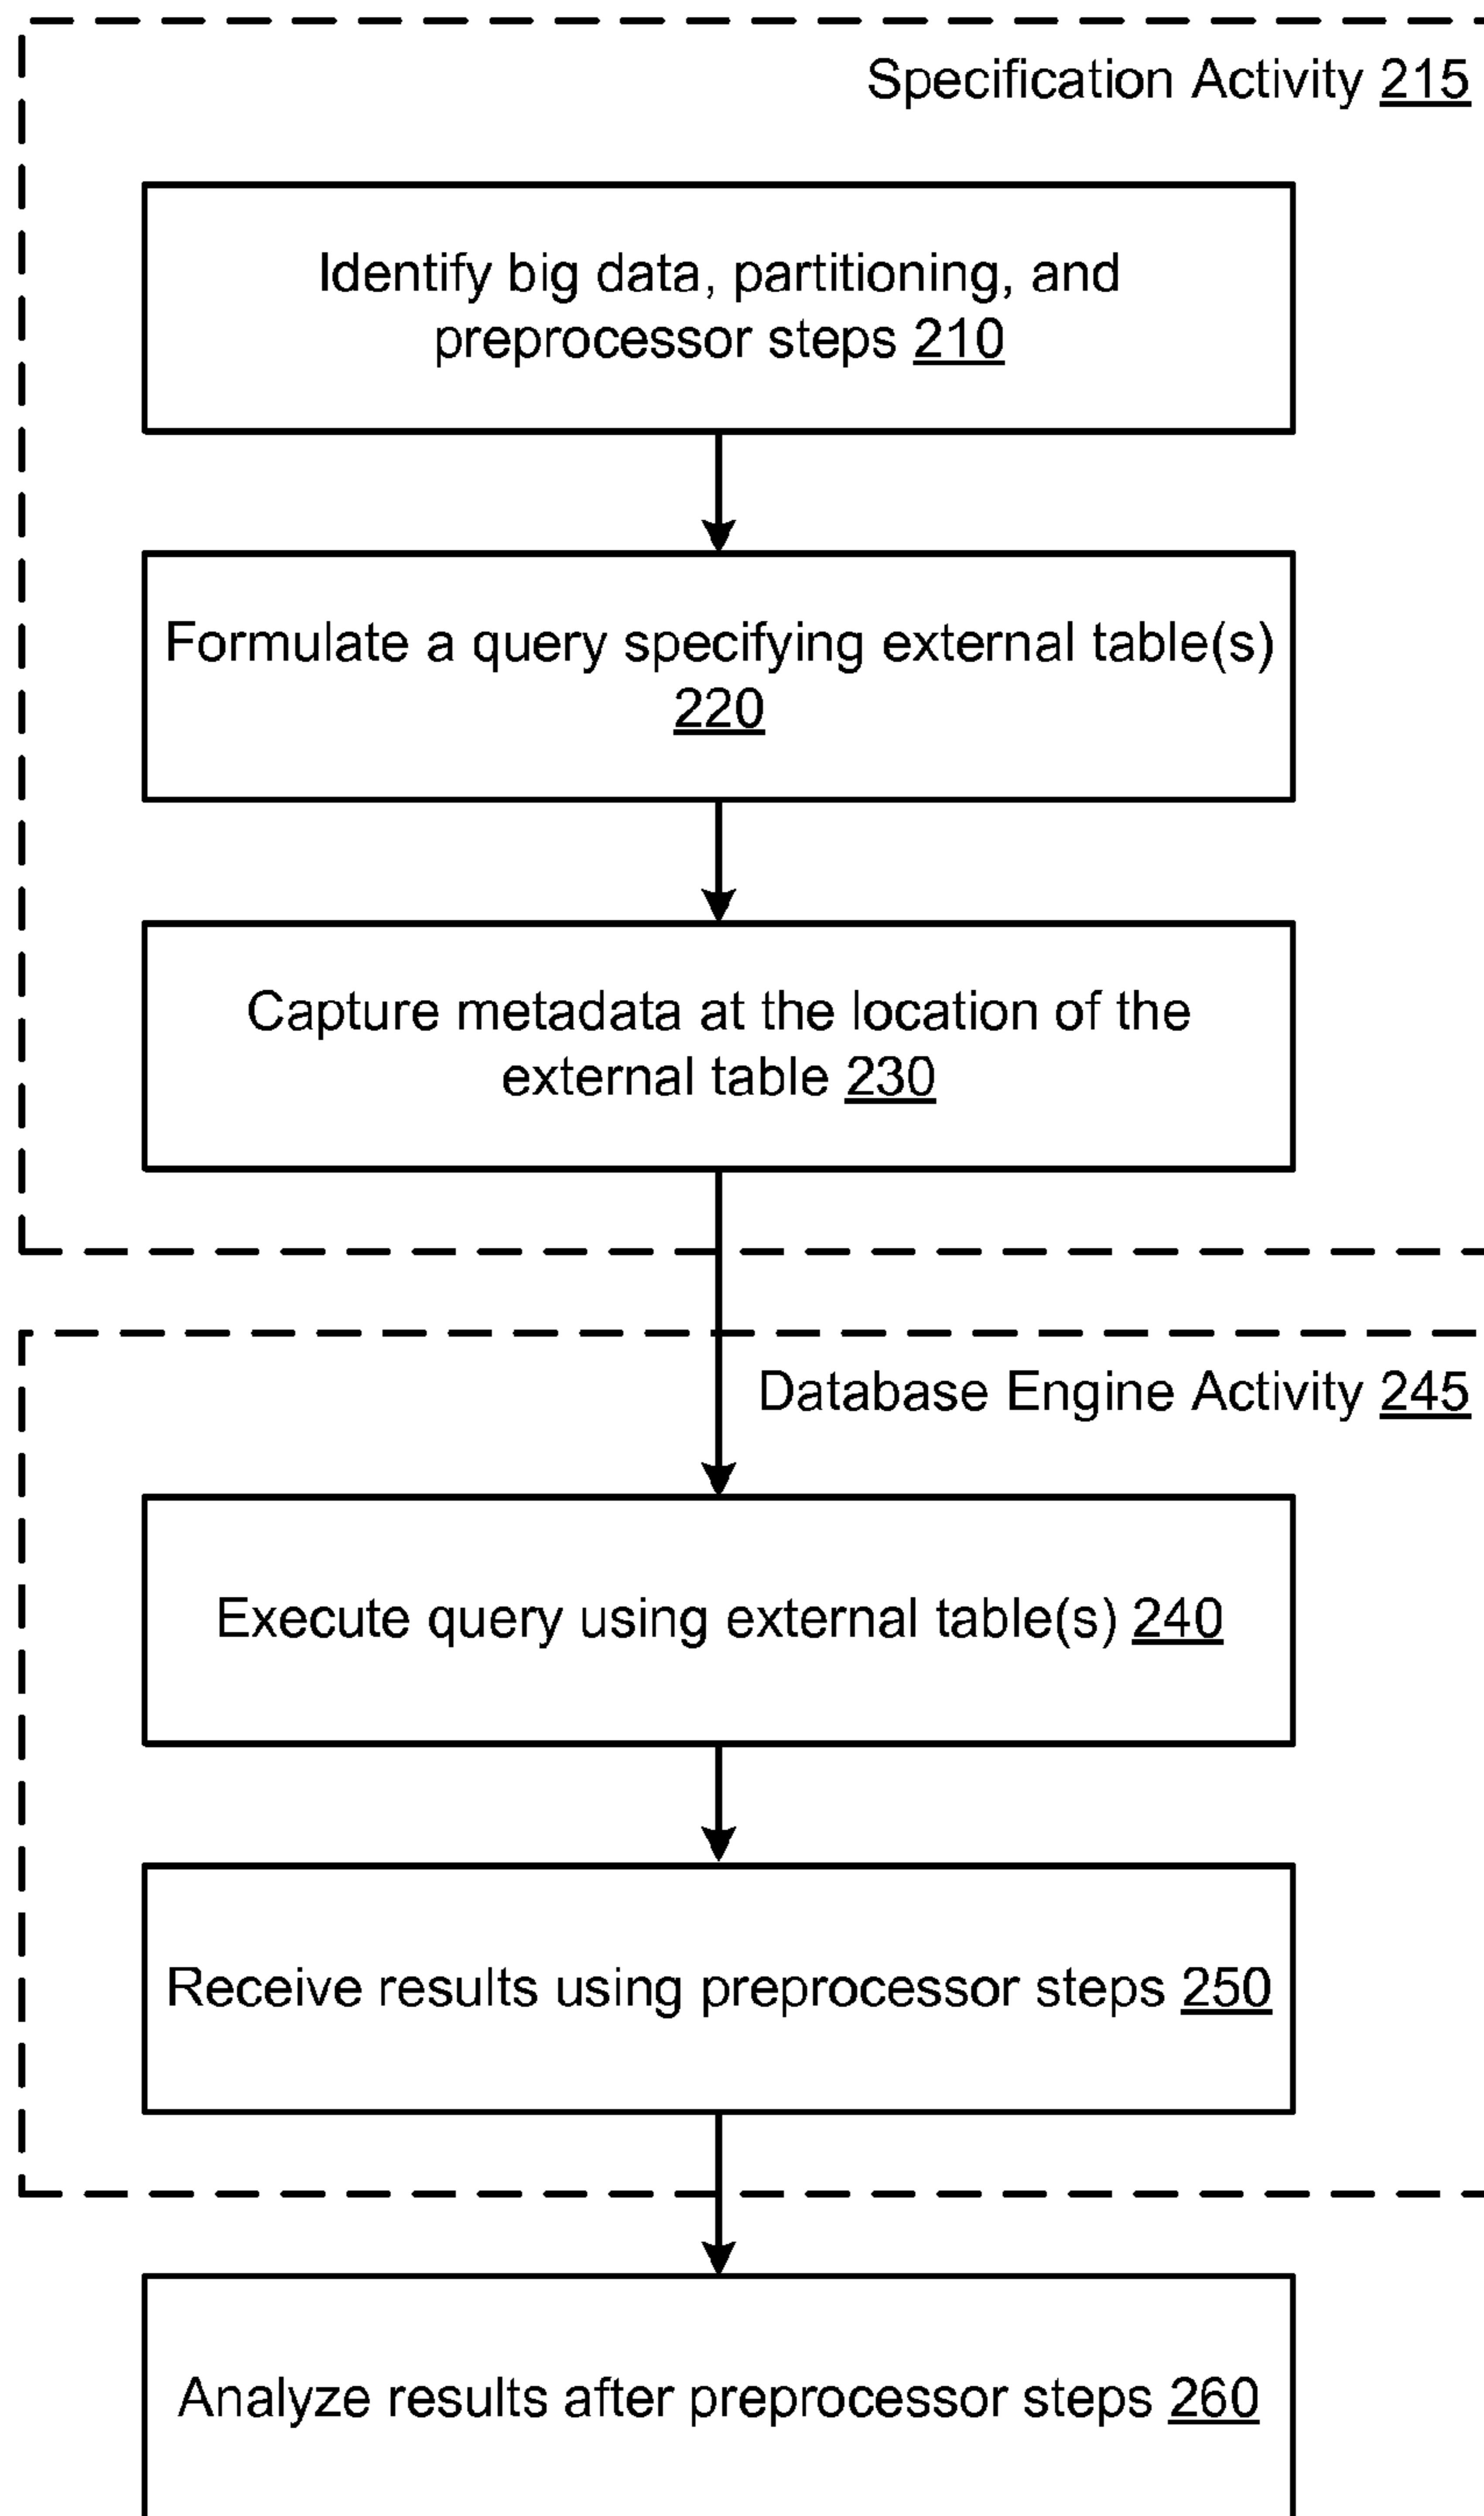 Specification Activity 215
Identify big data, partitioning, and
preprocessor steps 210
Formulate a query specifying external table(s)
220
Capture metadata at the location of the
external table 230
Database Engine Activity 245
Execute query using external table(s) 240
Receive results using preprocessor steps 250
Analyze results after preprocessor steps 260